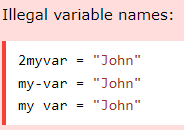 Illegal variable names:
2myvar = "John"
my-var = "John"
my var = "John"